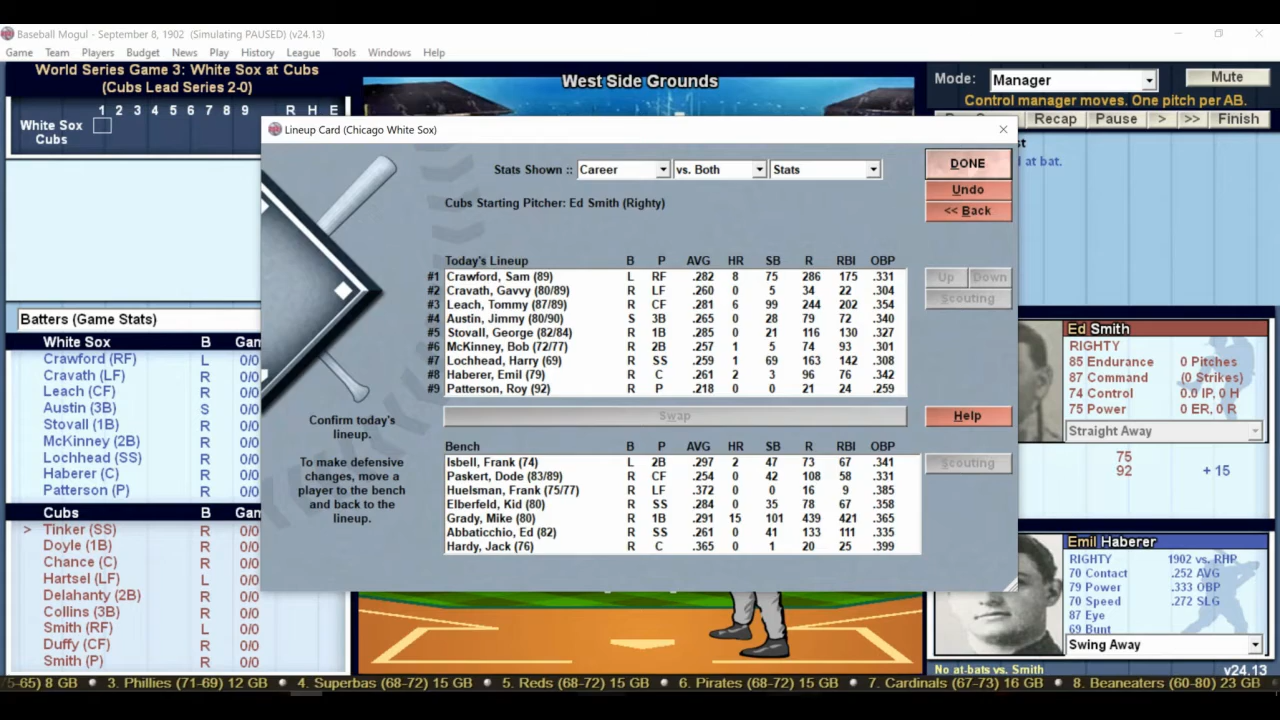 Baseball Mogul - September 8, 1902 (Simulating PAUSED) (v24.13)
Game Team Players Budget News Play History League Tools Windows Help
World Series Game 3: White Sox at Cubs
(Cubs Lead Series 2-0)
1 2 3 4 5 6 7 8 9 R H E
White Sox
Cubs
West Side Grounds
Mode: Manager Mute
Control manager moves. One pitch per AB.
Recap Pause > >> Finish
at bat.
Lineup Card (Chicago White Sox)
Stats Shown :: Career vs. Both Stats
Cubs Starting Pitcher: Ed Smith (Righty)
DONE
Undo
<< Back
Today's Lineup B P AVG HR SB R RBI OBP
#1 Crawford, Sam (89) L RF .282 8 75 286 175 .331
#2 Cravath, Gavvy (80/89) R LF .260 0 5 34 22 .304
#3 Leach, Tommy (87/89) R CF .281 6 99 244 202 .354
#4 Austin, Jimmy (80/90) S 3B .265 0 28 79 72 .340
#5 Stovall, George (82/84) R 1B .285 0 21 116 130 .327
#6 McKinney, Bob (72/77) R 2B .257 1 5 74 93 .301
#7 Lochhead, Harry (69) R SS .259 1 69 163 142 .308
#8 Haberer, Emil (79) R C .261 2 3 96 76 .342
#9 Patterson, Roy (92) R P .218 0 0 21 24 .259
Up Down
Scouting
Swap
Help
Confirm today's
lineup.
To make defensive
changes, move a
player to the bench
and back to the
lineup.
Bench B P AVG HR SB R RBI OBP
Isbell, Frank (74) L 2B .297 2 47 73 67 .341
Paskert, Dode (83/89) R CF .254 0 42 108 58 .331
Huelsman, Frank (75/77) R LF .372 0 0 16 9 .385
Elberfeld, Kid (80) R SS .284 0 35 78 67 .358
Grady, Mike (80) R 1B .291 15 101 439 421 .365
Abbaticchio, Ed (82) R SS .261 0 41 133 111 .335
Hardy, Jack (76) R C .365 0 1 20 25 .399
Scouting
Batters (Game Stats)
White Sox B Gam
Crawford (RF) L 0/0
Cravath (LF) R 0/0
Leach (CF) R 0/0
Austin (3B) S 0/0
Stovall (1B) R 0/0
McKinney (2B) R 0/0
Lochhead (SS) R 0/0
Haberer (C) R 0/0
Patterson (P) R 0/0
Cubs B Gam
> Tinker (SS) R 0/0
Doyle (1B) R 0/0
Chance (C) R 0/0
Hartsel (LF) L 0/0
Delahanty (2B) R 0/0
Collins (3B) R 0/0
Smith (RF) L 0/0
Duffy (CF) R 0/0
Smith (P) R 0/0
Ed Smith
RIGHTY
85 Endurance 0 Pitches
87 Command (0 Strikes)
74 Control 0.0 IP, 0 H
75 Power 0 ER, 0 R
Straight Away
75
92 + 15
Emil Haberer
RIGHTY 1902 vs. RHP
70 Contact .252 AVG
79 Power .333 OBP
70 Speed .272 SLG
87 Eye
69 Bunt
Swing Away
No at-bats vs. Smith v24.13
5-65) 8 GB 3. Phillies (71-69) 12 GB 4. Superbas (68-72) 15 GB 5. Reds (68-72) 15 GB 6. Pirates (68-72) 15 GB 7. Cardinals (67-73) 16 GB 8. Beaneaters (60-80) 23 GB